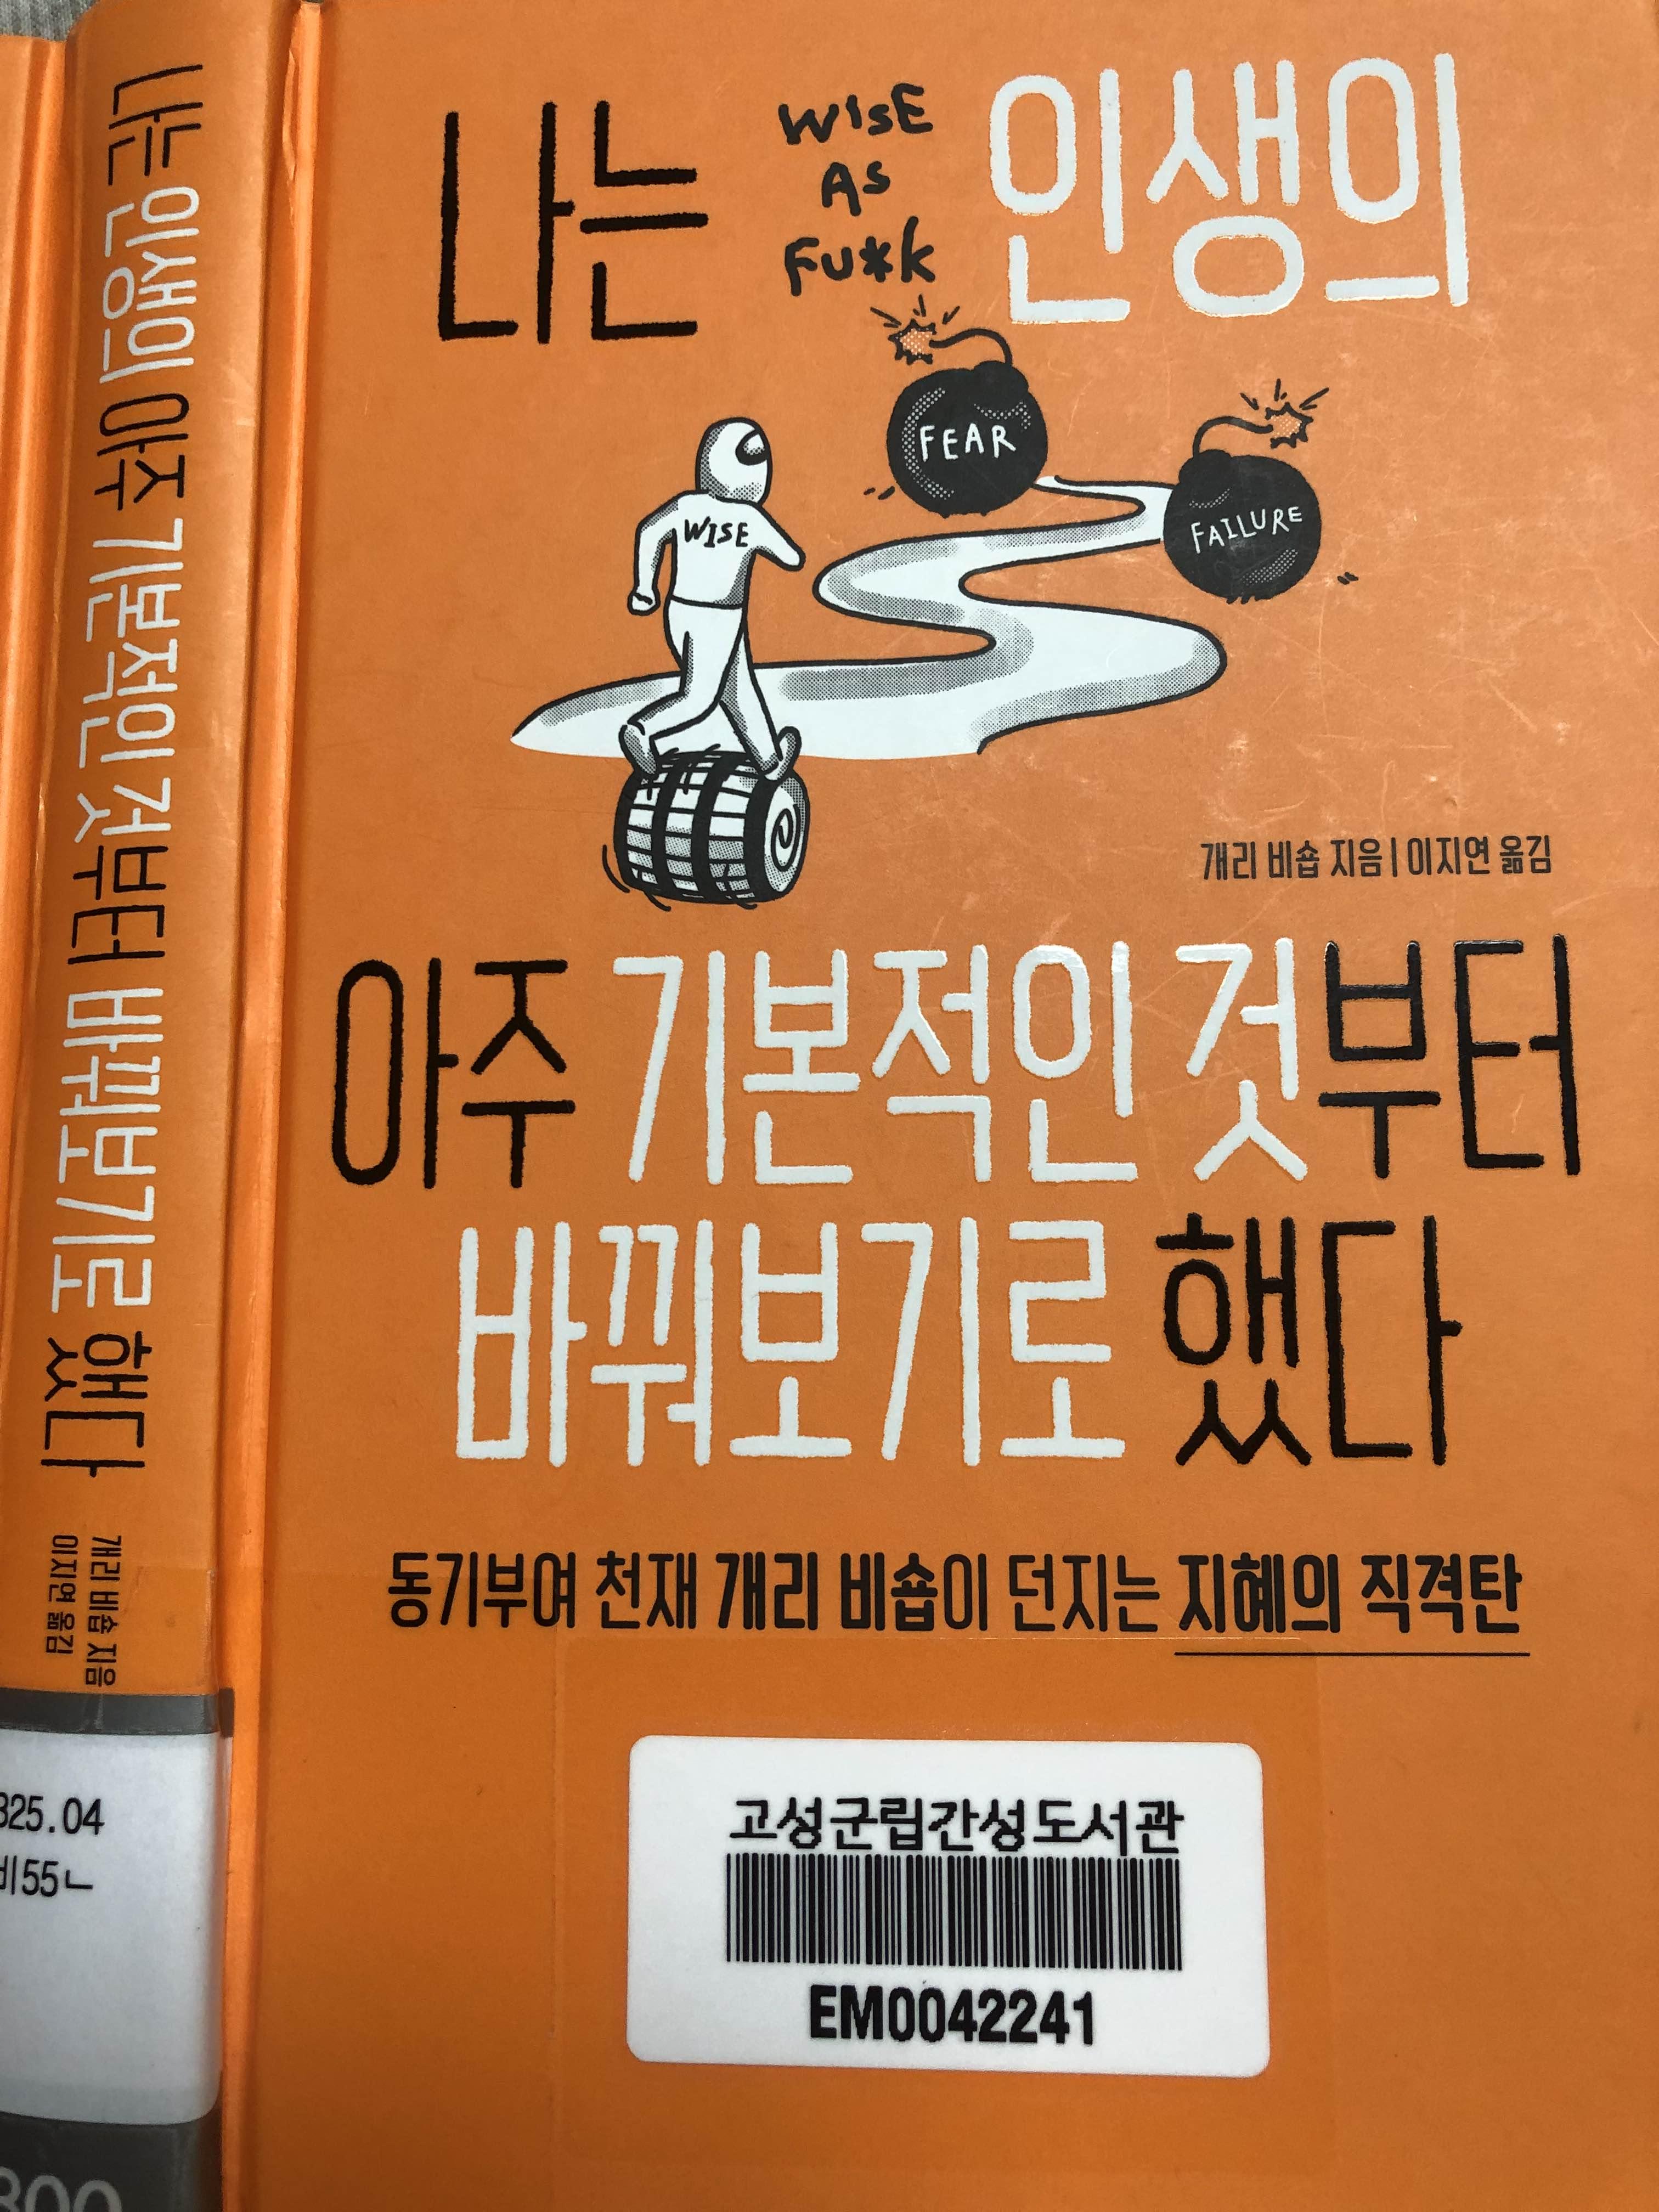 나는 인생의 아주 기본적인 것부터 바꿔보기로 했다
개리 비숍 지음
이지연 옮김
325.04
비55ㄴ
300
나는
WISE
AS
FU*K
인생의
FEAR
FAILURE
WISE
개리 비숍 지음 | 이지연 옮김
아주 기본적인 것부터
바꿔보기로 했다
동기부여 천재 개리 비숍이 던지는 지혜의 직격탄
고성군립간성도서관
EM0042241